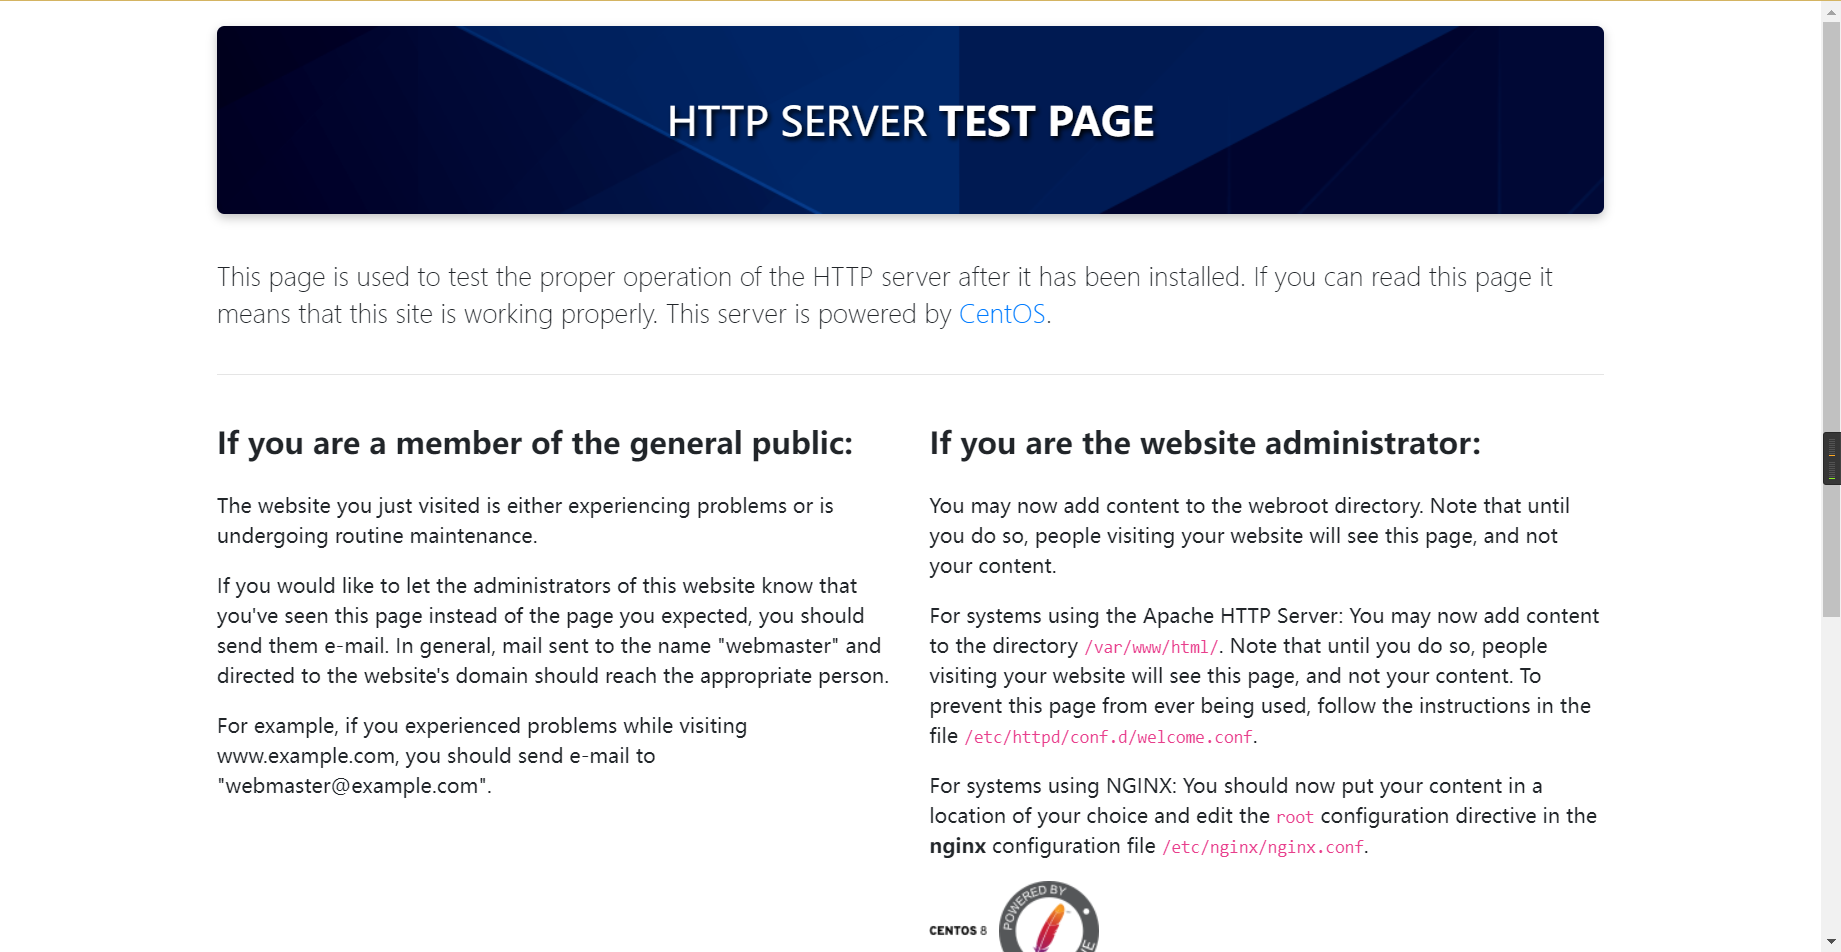 HTTP SERVER TEST PAGE
This page is used to test the proper operation of the HTTP server after it has been installed. If you can read this page it
means that this site is working properly. This server is powered by CentOS.
If you are a member of the general public:
The website you just visited is either experiencing problems or is
undergoing routine maintenance.
If you would like to let the administrators of this website know that
you've seen this page instead of the page you expected, you should
send them e-mail. In general, mail sent to the name "webmaster" and
directed to the website's domain should reach the appropriate person.
For example, if you experienced problems while visiting
www.example.com, you should send e-mail to
"webmaster@example.com".
If you are the website administrator:
You may now add content to the webroot directory. Note that until
you do so, people visiting your website will see this page, and not
your content.
For systems using the Apache HTTP Server: You may now add content
to the directory /var/www/html/. Note that until you do so, people
visiting your website will see this page, and not your content. To
prevent this page from ever being used, follow the instructions in the
file /etc/httpd/conf.d/welcome.conf.
For systems using NGINX: You should now put your content in a
location of your choice and edit the root configuration directive in the
nginx configuration file /etc/nginx/nginx.conf.
CENTOS 8
POWERED BY